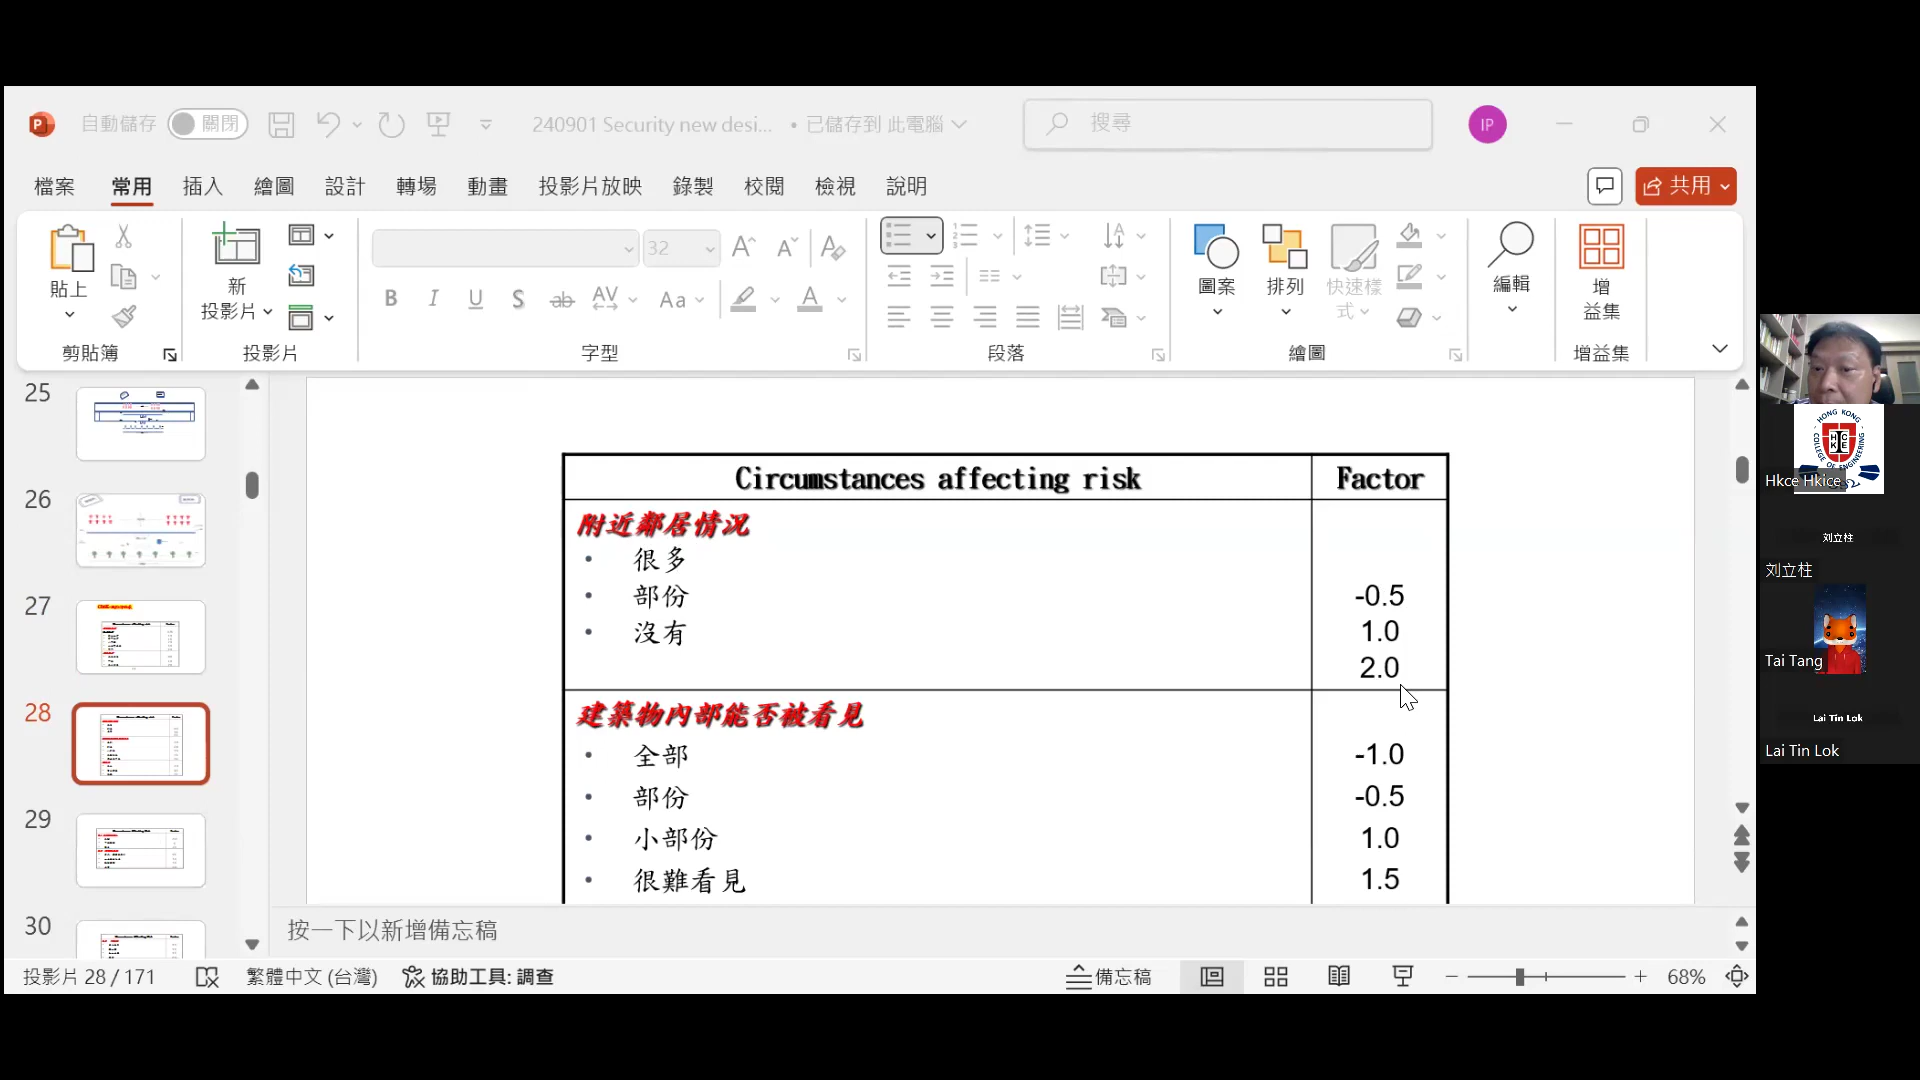 自動儲存 關閉 240901 Security new desi... • 已儲存到 此電腦 搜尋 IP
檔案 常用 插入 繪圖 設計 轉場 動畫 投影片放映 錄製 校閱 檢視 說明 共用
貼上 新 投影片 32 圖案 排列 快速樣式 編輯 增益集
剪貼簿 投影片 字型 段落 繪圖 增益集
25
26
27
28
29
30
Circumstances affecting risk Factor
附近鄰居情況
• 很多 -0.5
• 部份 1.0
• 沒有 2.0
建築物內部能否被看見
• 全部 -1.0
• 部份 -0.5
• 小部份 1.0
• 很難看見 1.5
按一下以新增備忘稿
投影片 28 / 171 繁體中文 (台灣) 協助工具: 調查 備忘稿 68%
HONG KONG COLLEGE OF ENGINEERING
Hkce Hkice
刘立柱
刘立柱
Tai Tang
Lai Tin Lok
Lai Tin Lok